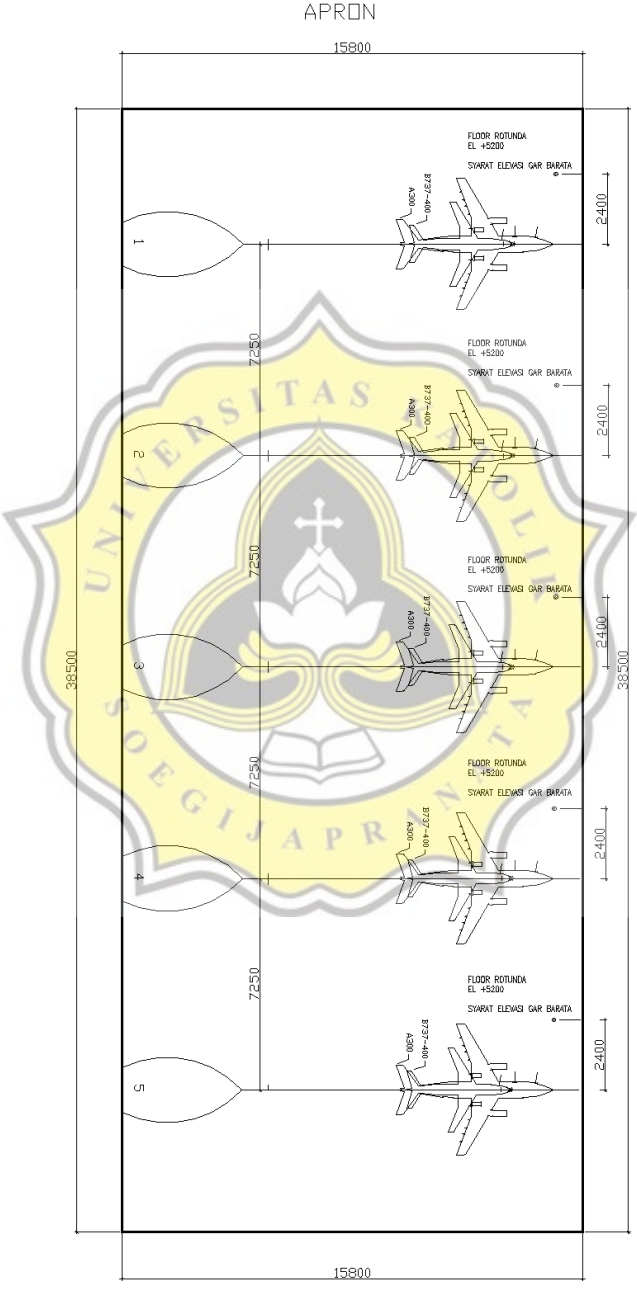 APRON
15800
FLOOR ROTUNDA
EL +5200
SYARAT ELEVASI GAR BARATA
2400
B737-400
A300
1
7250
FLOOR ROTUNDA
EL +5200
SYARAT ELEVASI GAR BARATA
2400
B737-400
A300
2
UNIVERSITAS KATOLIK
7250
FLOOR ROTUNDA
EL +5200
SYARAT ELEVASI GAR BARATA
2400
B737-400
A300
3
38500
38500
7250
FLOOR ROTUNDA
EL +5200
SYARAT ELEVASI GAR BARATA
2400
B737-400
A300
4
SOEGIJAPRANATA
7250
FLOOR ROTUNDA
EL +5200
SYARAT ELEVASI GAR BARATA
2400
B737-400
A300
5
15800